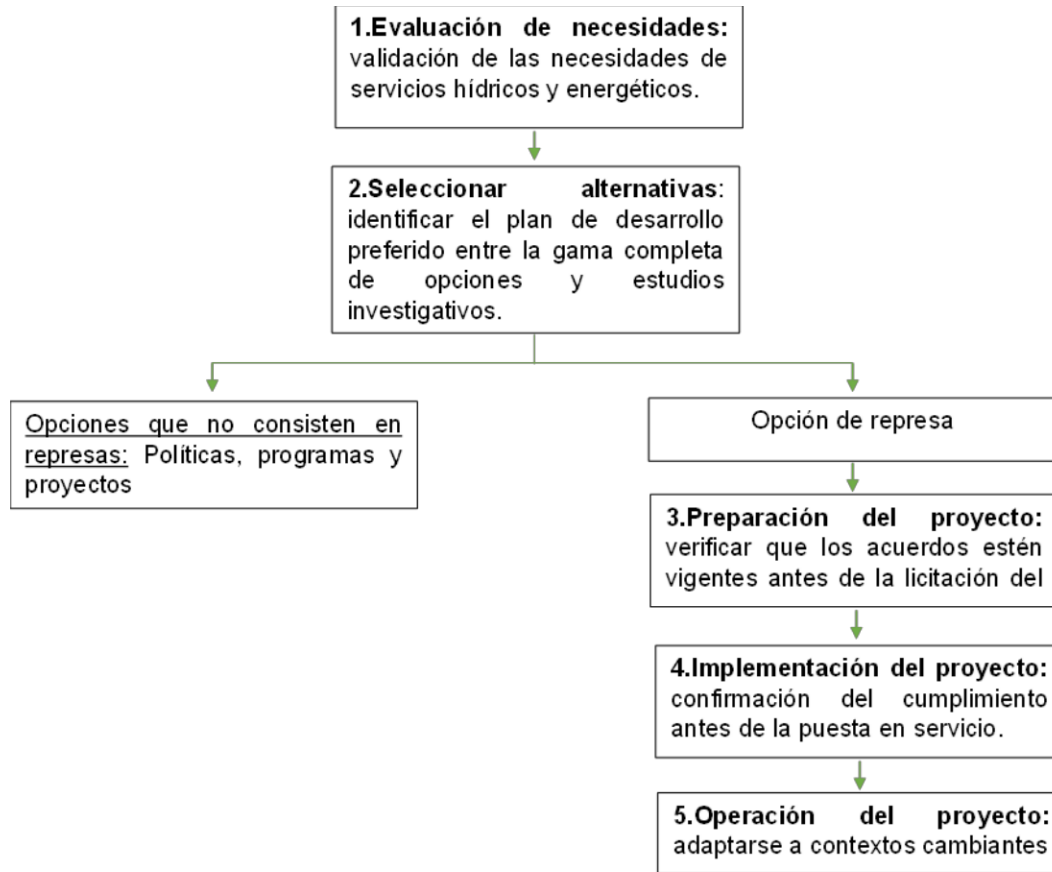 1.Evaluación de necesidades:
validación de las necesidades de
servicios hídricos y energéticos.
2.Seleccionar alternativas:
identificar el plan de desarrollo
preferido entre la gama completa
de opciones y estudios
investigativos.
Opciones que no consisten en
represas: Políticas, programas y
proyectos
Opción de represa
3.Preparación del proyecto:
verificar que los acuerdos estén
vigentes antes de la licitación del
4.Implementación del proyecto:
confirmación del cumplimiento
antes de la puesta en servicio.
5.Operación del proyecto:
adaptarse a contextos cambiantes